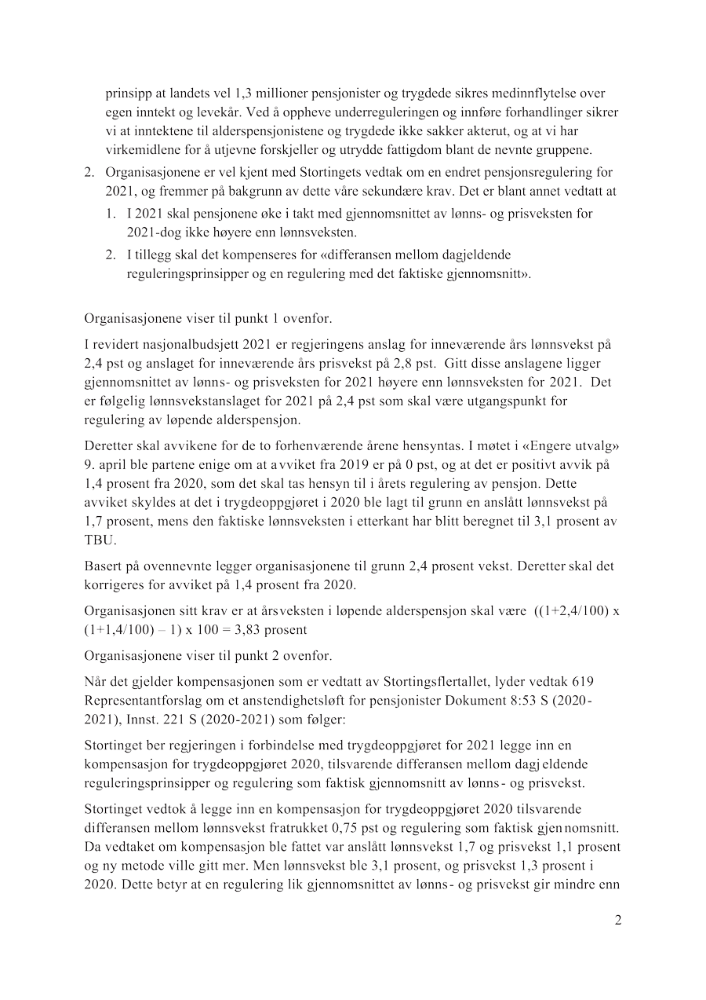 prinsipp at landets vel 1,3 millioner pensjonister og trygdede sikres medinnflytelse over
egen inntekt og levekår. Ved å oppheve underreguleringen og innføre forhandlinger sikrer
vi at inntektene til alderspensjonistene og trygdede ikke sakker akterut, og at vi har
virkemidlene for å utjevne forskjeller og utrydde fattigdom blant de nevnte gruppene.
2. Organisasjonene er vel kjent med Stortingets vedtak om en endret pensjonsregulering for
2021, og fremmer på bakgrunn av dette våre sekundære krav. Det er blant annet vedtatt at
1. I 2021 skal pensjonene øke i takt med gjennomsnittet av lønns- og prisveksten for
2021-dog ikke høyere enn lønnsveksten.
2. I tillegg skal det kompenseres for «differansen mellom dagjeldende
reguleringsprinsipper og en regulering med det faktiske gjennomsnitt».
Organisasjonene viser til punkt 1 ovenfor.
I revidert nasjonalbudsjett 2021 er regjeringens anslag for inneværende års lønnsvekst på
2,4 pst og anslaget for inneværende års prisvekst på 2,8 pst. Gitt disse anslagene ligger
gjennomsnittet av lønns- og prisveksten for 2021 høyere enn lønnsveksten for 2021. Det
er følgelig lønnsvekstanslaget for 2021 på 2,4 pst som skal være utgangspunkt for
regulering av løpende alderspensjon.
Deretter skal avvikene for de to forhenværende årene hensyntas. I møtet i «Engere utvalg»
9. april ble partene enige om at avviket fra 2019 er på 0 pst, og at det er positivt avvik på
1,4 prosent fra 2020, som det skal tas hensyn til i årets regulering av pensjon. Dette
avviket skyldes at det i trygdeoppgjøret i 2020 ble lagt til grunn en anslått lønnsvekst på
1,7 prosent, mens den faktiske lønnsveksten i etterkant har blitt beregnet til 3,1 prosent av
TBU.
Basert på ovennevnte legger organisasjonene til grunn 2,4 prosent vekst. Deretter skal det
korrigeres for avviket på 1,4 prosent fra 2020.
Organisasjonen sitt krav er at årsveksten i løpende alderspensjon skal være ((1+2,4/100) x
(1+1,4/100) – 1) x 100 = 3,83 prosent
Organisasjonene viser til punkt 2 ovenfor.
Når det gjelder kompensasjonen som er vedtatt av Stortingsflertallet, lyder vedtak 619
Representantforslag om et anstendighetsløft for pensjonister Dokument 8:53 S (2020-
2021), Innst. 221 S (2020-2021) som følger:
Stortinget ber regjeringen i forbindelse med trygdeoppgjøret for 2021 legge inn en
kompensasjon for trygdeoppgjøret 2020, tilsvarende differansen mellom dagjeldende
reguleringsprinsipper og regulering som faktisk gjennomsnitt av lønns- og prisvekst.
Stortinget vedtok å legge inn en kompensasjon for trygdeoppgjøret 2020 tilsvarende
differansen mellom lønnsvekst fratrukket 0,75 pst og regulering som faktisk gjennomsnitt.
Da vedtaket om kompensasjon ble fattet var anslått lønnsvekst 1,7 og prisvekst 1,1 prosent
og ny metode ville gitt mer. Men lønnsvekst ble 3,1 prosent, og prisvekst 1,3 prosent i
2020. Dette betyr at en regulering lik gjennomsnittet av lønns- og prisvekst gir mindre enn
2